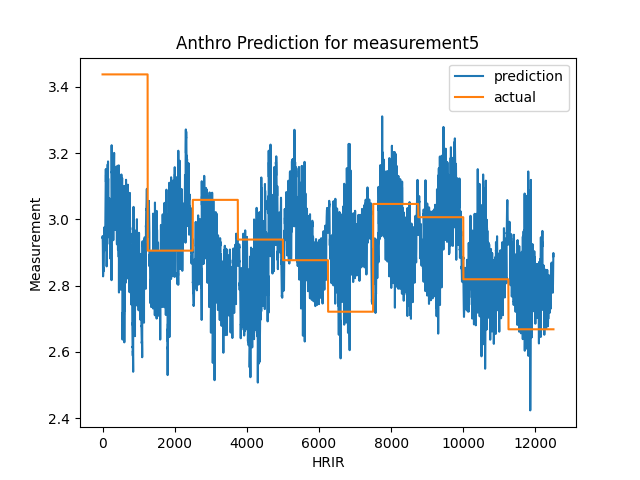 Anthro Prediction for measurement5
prediction
actual
Measurement
3.4
3.2
3.0
2.8
2.6
2.4
0
2000
4000
6000
8000
10000
12000
HRIR